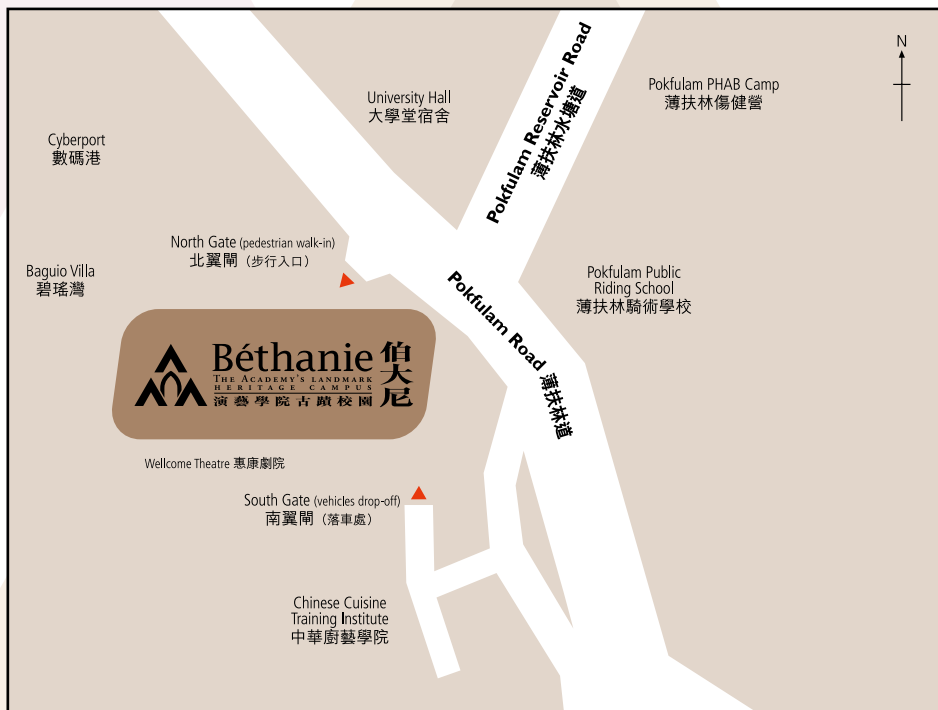 N
Pokfulam Reservoir Road
薄扶林水塘道
Pokfulam PHAB Camp
薄扶林傷健營
University Hall
大學堂宿舍
Cyberport
數碼港
North Gate (pedestrian walk-in)
北翼閘（步行入口）
Baguio Villa
碧瑤灣
Pokfulam Public
Riding School
薄扶林騎術學校
Pokfulam Road 薄扶林道
Béthanie 伯大尼
THE ACADEMY'S LANDMARK
HERITAGE CAMPUS
演藝學院古蹟校園
Wellcome Theatre 惠康劇院
South Gate (vehicles drop-off)
南翼閘（落車處）
Chinese Cuisine
Training Institute
中華廚藝學院